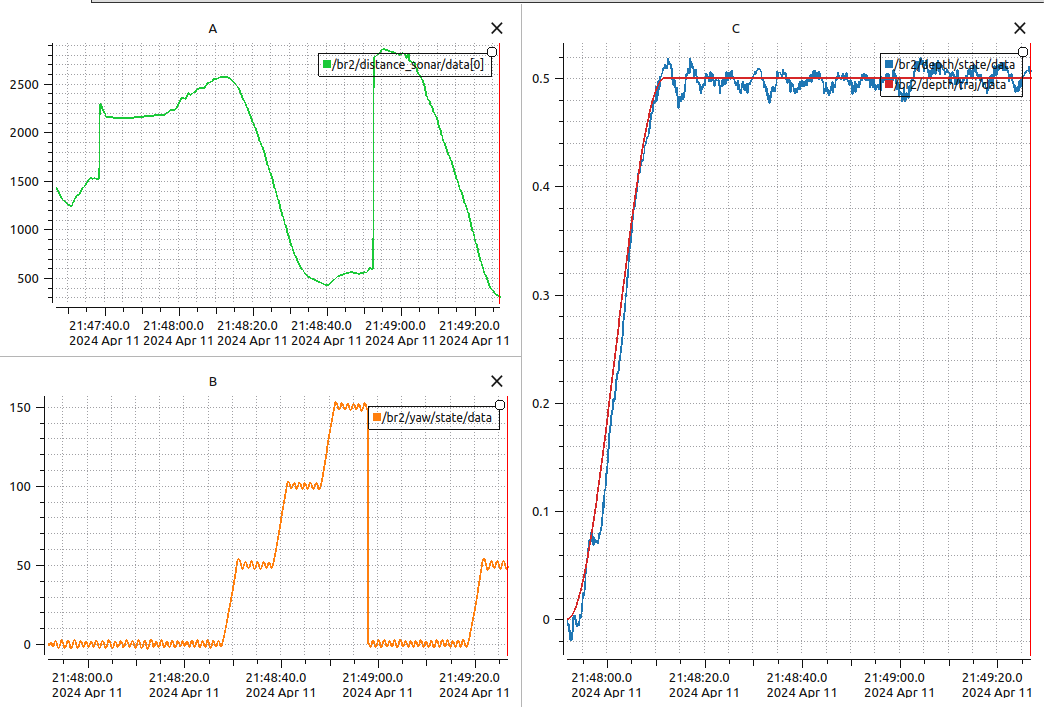 A
/br2/distance_sonar/data[0]
2500
2000
1500
1000
500
21:47:40.0 21:48:00.0 21:48:20.0 21:48:40.0 21:49:00.0 21:49:20.0
2024 Apr 11 2024 Apr 11 2024 Apr 11 2024 Apr 11 2024 Apr 11 2024 Apr 11
B
/br2/yaw/state/data
150
100
50
0
21:48:00.0 21:48:20.0 21:48:40.0 21:49:00.0 21:49:20.0
2024 Apr 11 2024 Apr 11 2024 Apr 11 2024 Apr 11 2024 Apr 11
C
/br2/depth/state/data
/br2/depth/traj/data
0.5
0.4
0.3
0.2
0.1
0
21:48:00.0 21:48:20.0 21:48:40.0 21:49:00.0 21:49:20.0
2024 Apr 11 2024 Apr 11 2024 Apr 11 2024 Apr 11 2024 Apr 11